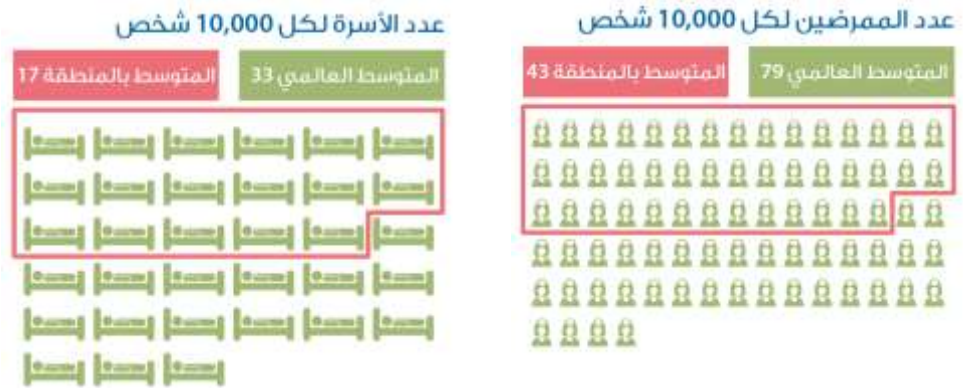 عدد الممرضين لكل 10,000 شخص
المتوسط العالمي 79
المتوسط بالمنطقة 43
عدد الأسرة لكل 10,000 شخص
المتوسط العالمي 33
المتوسط بالمنطقة 17